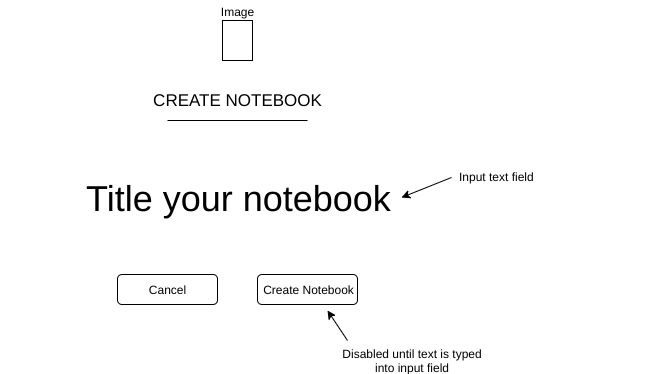 Image
CREATE NOTEBOOK
Title your notebook
Input text field
Cancel
Create Notebook
Disabled until text is typed
into input field